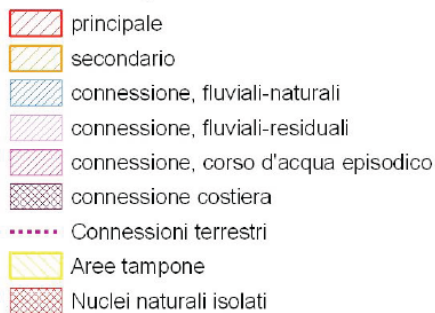 principale
secondario
connessione, fluviali-naturali
connessione, fluviali-residuali
connessione, corso d'acqua episodico
connessione costiera
Connessioni terrestri
Aree tampone
Nuclei naturali isolati